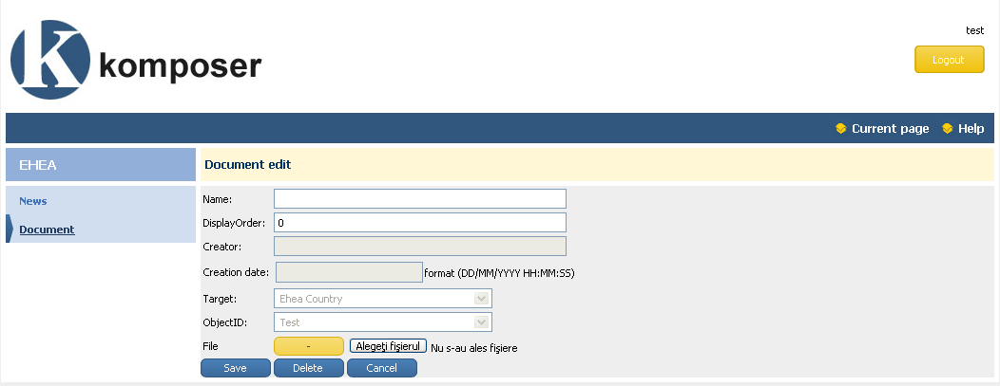 test
K komposer
Logout
Current page Help
EHEA
Document edit
News
Document
Name:
DisplayOrder: 0
Creator:
Creation date: format (DD/MM/YYYY HH:MM:SS)
Target: Ehea Country
ObjectID: Test
File - Alegeţi fişierul Nu s-au ales fişiere
Save Delete Cancel